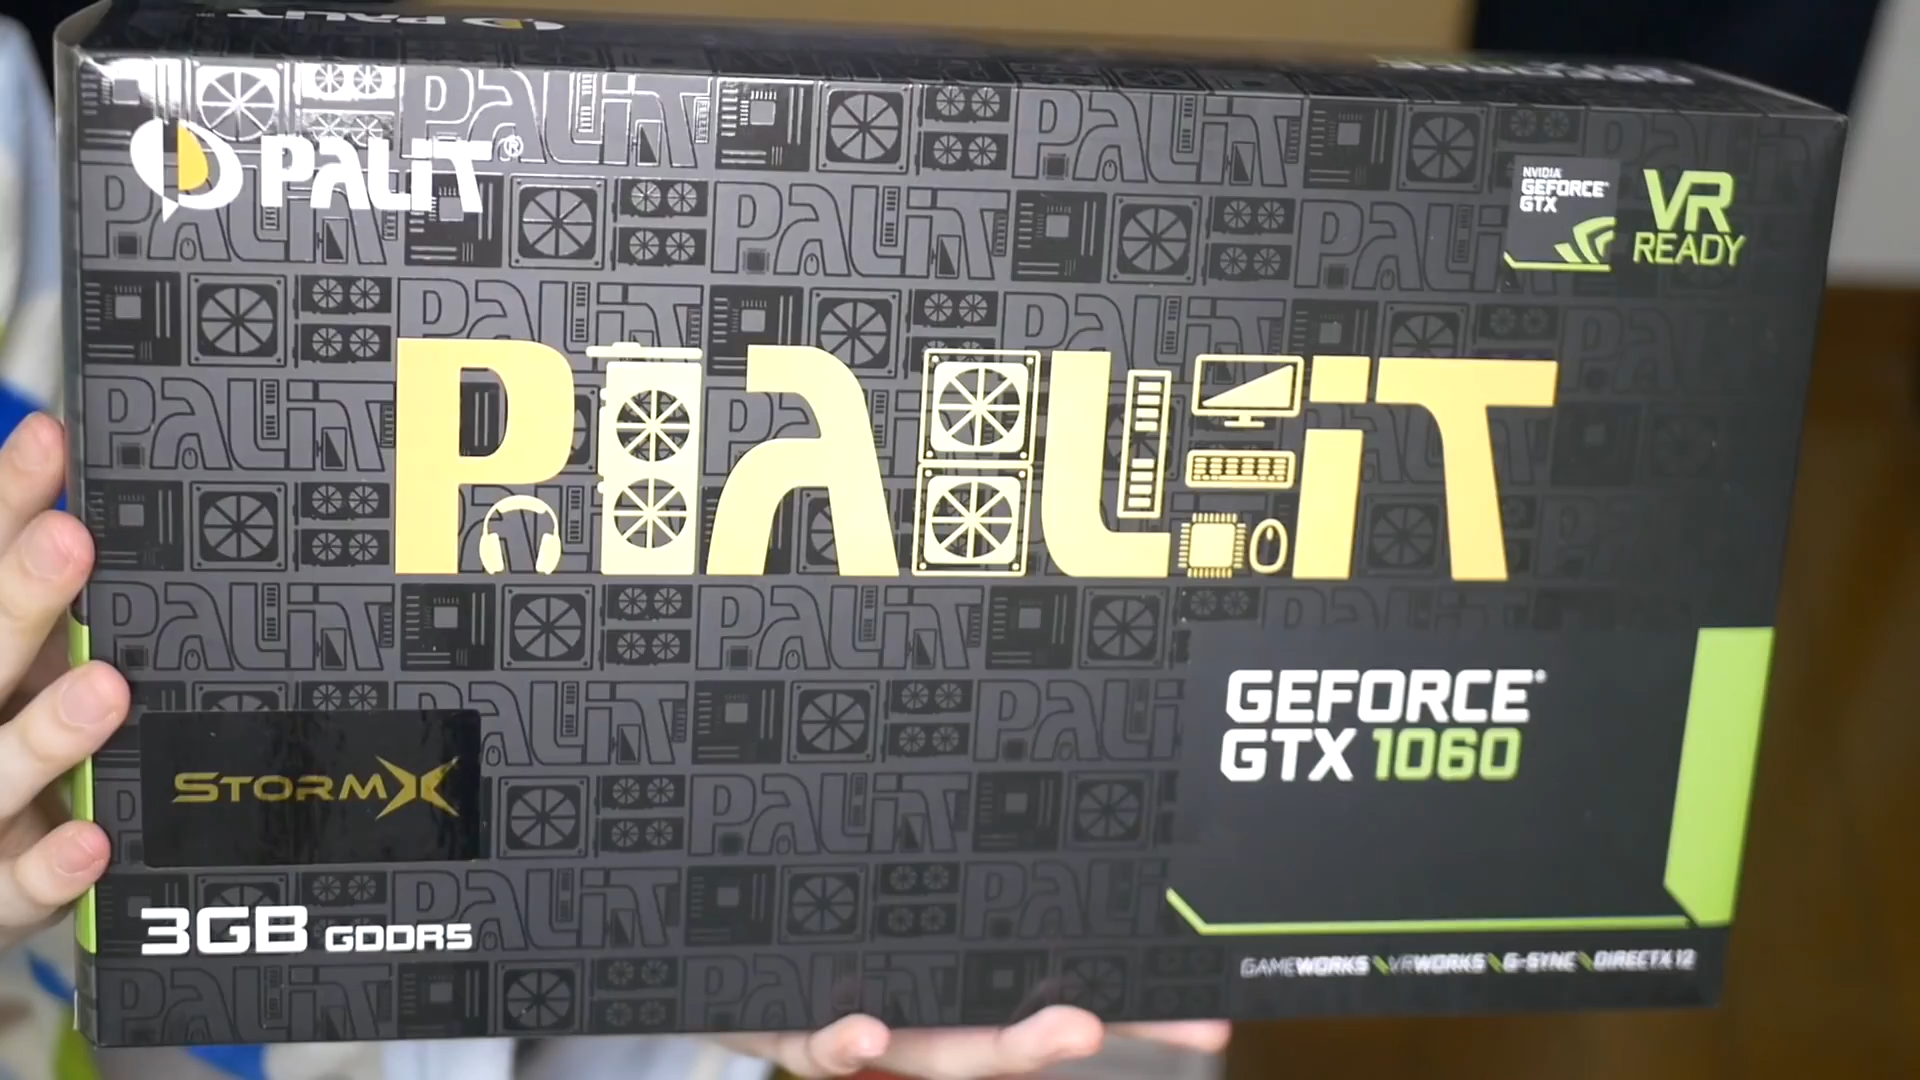 PALIT®
NVIDIA
GEFORCE
GTX
VR
READY
PALIT
GEFORCE®
GTX 1060
STORMX
3GB GDDR5
GAMEWORKS \ VRWORKS \ G-SYNC \ DIRECTX 12